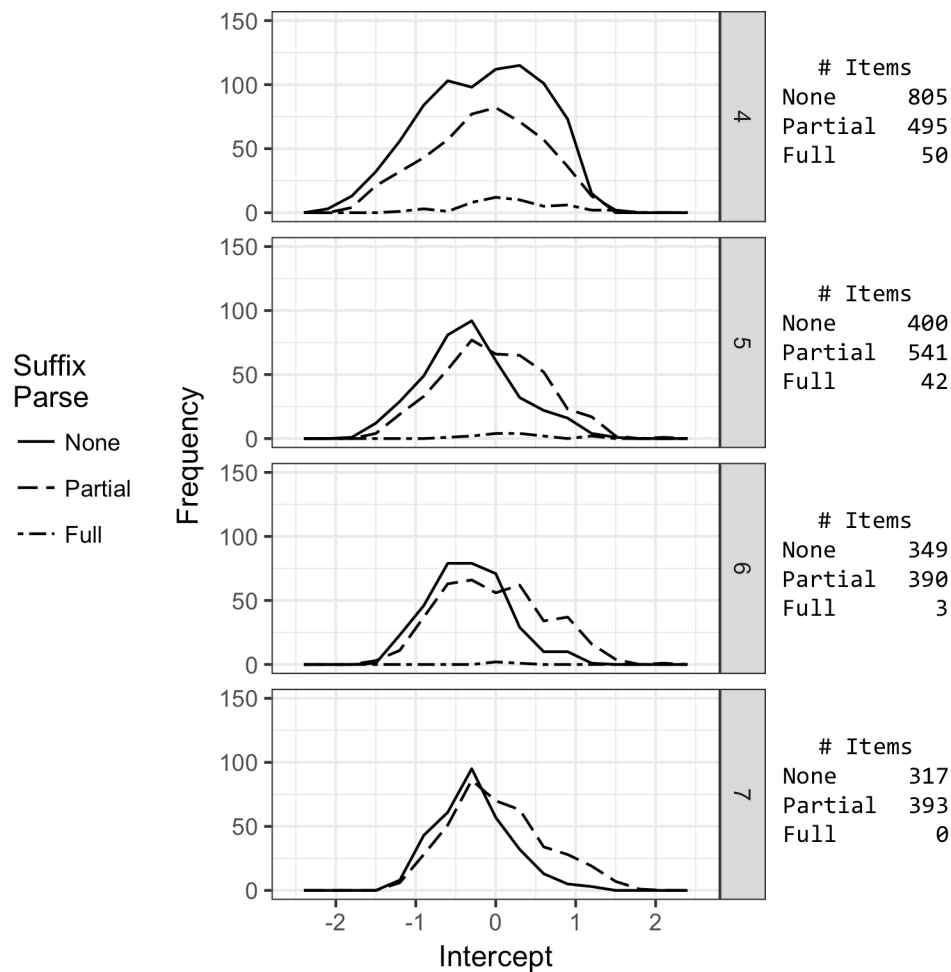 Suffix
Parse
None
Partial
Full
Frequency
150
100
50
0
4
# Items
None 805
Partial 495
Full 50
150
100
50
0
5
# Items
None 400
Partial 541
Full 42
150
100
50
0
6
# Items
None 349
Partial 390
Full 3
150
100
50
0
7
# Items
None 317
Partial 393
Full 0
-2 -1 0 1 2
Intercept